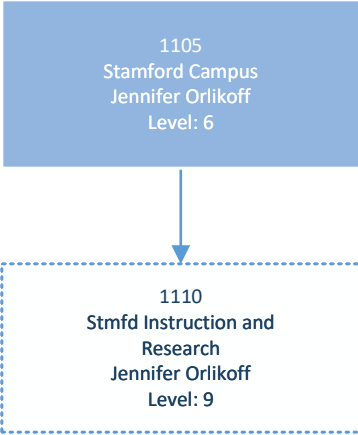 1105
Stamford Campus
Jennifer Orlikoff
Level: 6
1110
Stmfd Instruction and
Research
Jennifer Orlikoff
Level: 9